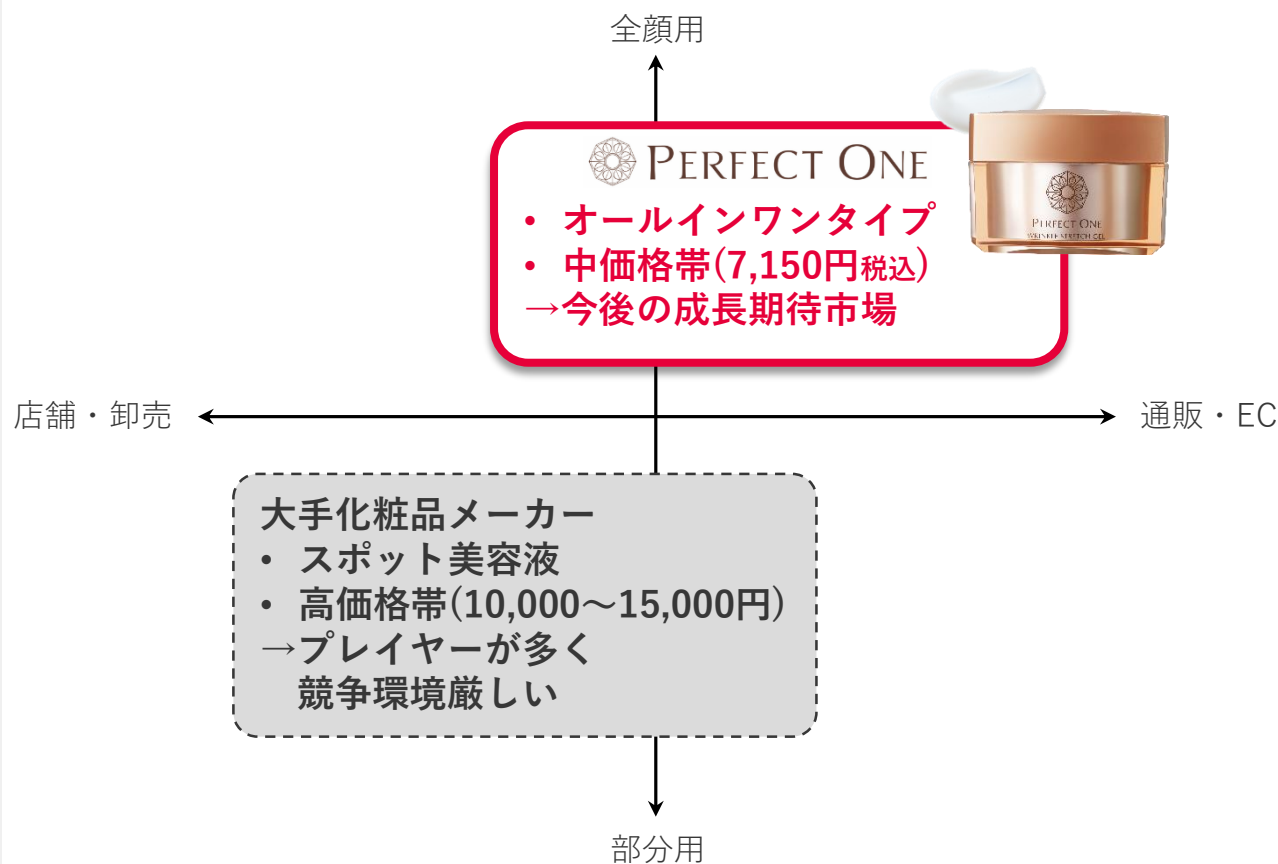 全顔用
PERFECT ONE
• オールインワンタイプ
• 中価格帯(7,150円税込)
→今後の成長期待市場
PERFECT ONE
WRINKLE STRETCH GEL
店舗・卸売
通販・EC
大手化粧品メーカー
• スポット美容液
• 高価格帯(10,000～15,000円)
→プレイヤーが多く
競争環境厳しい
部分用